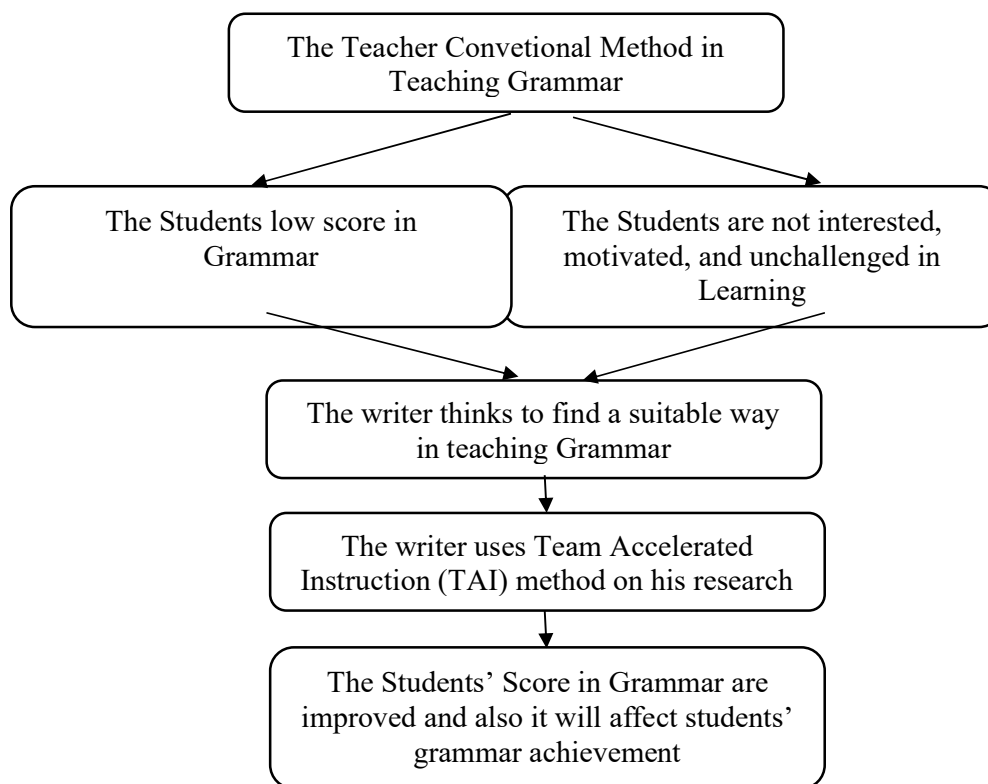 The Teacher Convetional Method in
Teaching Grammar
The Students low score in
Grammar
The Students are not interested,
motivated, and unchallenged in
Learning
The writer thinks to find a suitable way
in teaching Grammar
The writer uses Team Accelerated
Instruction (TAI) method on his research
The Students’ Score in Grammar are
improved and also it will affect students’
grammar achievement